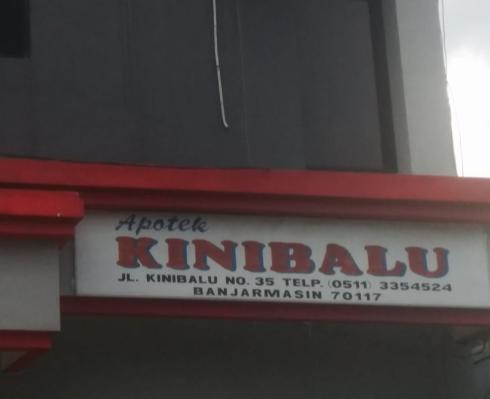 Apotek
KINIBALU
JL. KINIBALU NO. 35 TELP. (0511) 3354524
BANJARMASIN 70117